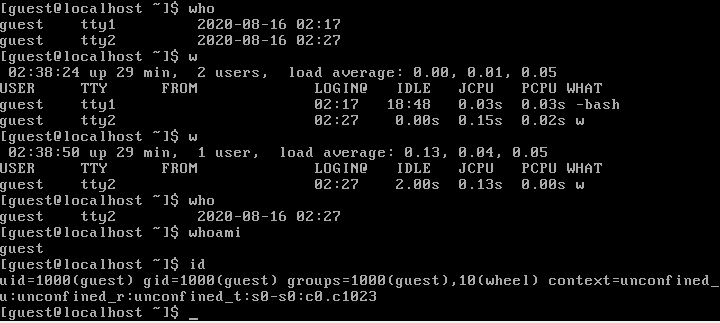 [guest@localhost ~]$ who
guest    tty1         2020-08-16 02:17
guest    tty2         2020-08-16 02:27
[guest@localhost ~]$ w
 02:38:24 up 29 min,  2 users,  load average: 0.00, 0.01, 0.05
USER     TTY      FROM             LOGIN@   IDLE   JCPU   PCPU WHAT
guest    tty1                      02:17   18:48   0.03s  0.03s -bash
guest    tty2                      02:27    0.00s  0.15s  0.02s w
[guest@localhost ~]$ w
 02:38:50 up 29 min,  1 user,  load average: 0.13, 0.04, 0.05
USER     TTY      FROM             LOGIN@   IDLE   JCPU   PCPU WHAT
guest    tty2                      02:27    2.00s  0.13s  0.00s w
[guest@localhost ~]$ who
guest    tty2         2020-08-16 02:27
[guest@localhost ~]$ whoami
guest
[guest@localhost ~]$ id
uid=1000(guest) gid=1000(guest) groups=1000(guest),10(wheel) context=unconfined_
u:unconfined_r:unconfined_t:s0-s0:c0.c1023
[guest@localhost ~]$ _